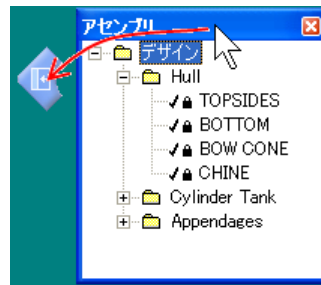 アセンブリ
デザイン
Hull
TOPSIDES
BOTTOM
BOW CONE
CHINE
Cylinder Tank
Appendages